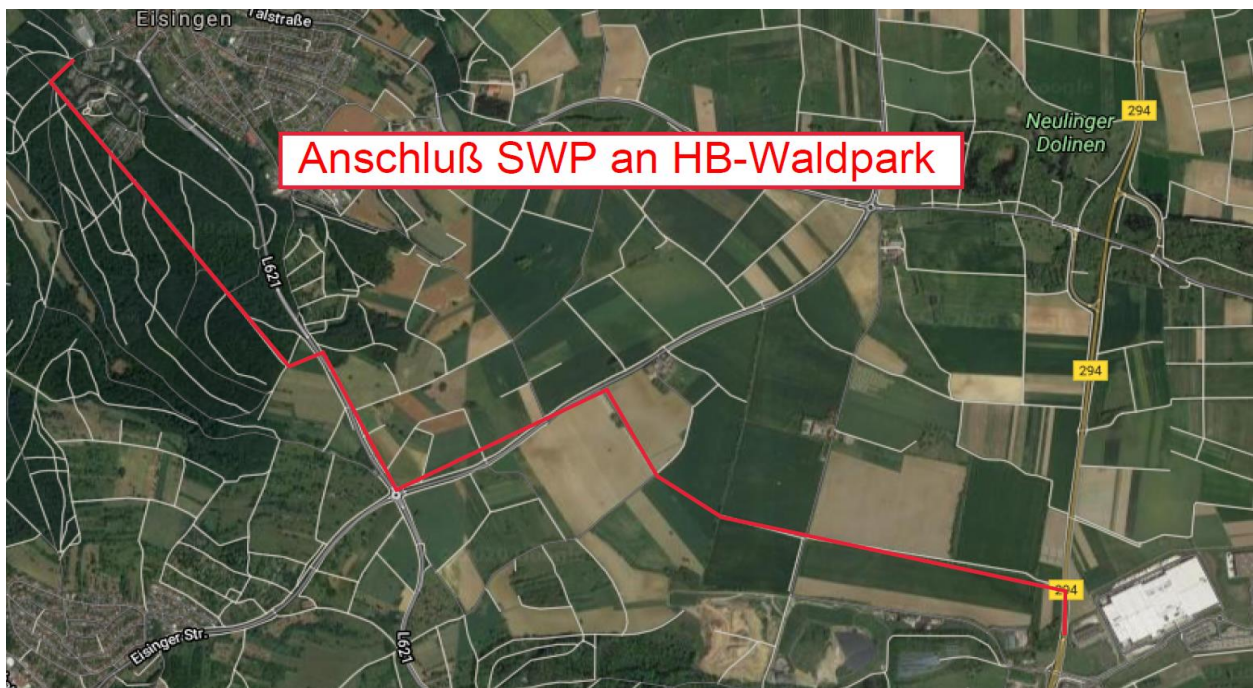 Eisingen
Talstraße
294
Neulinger
Dolinen
Anschluß SWP an HB-Waldpark
L621
294
294
Eisinger Str.
L621